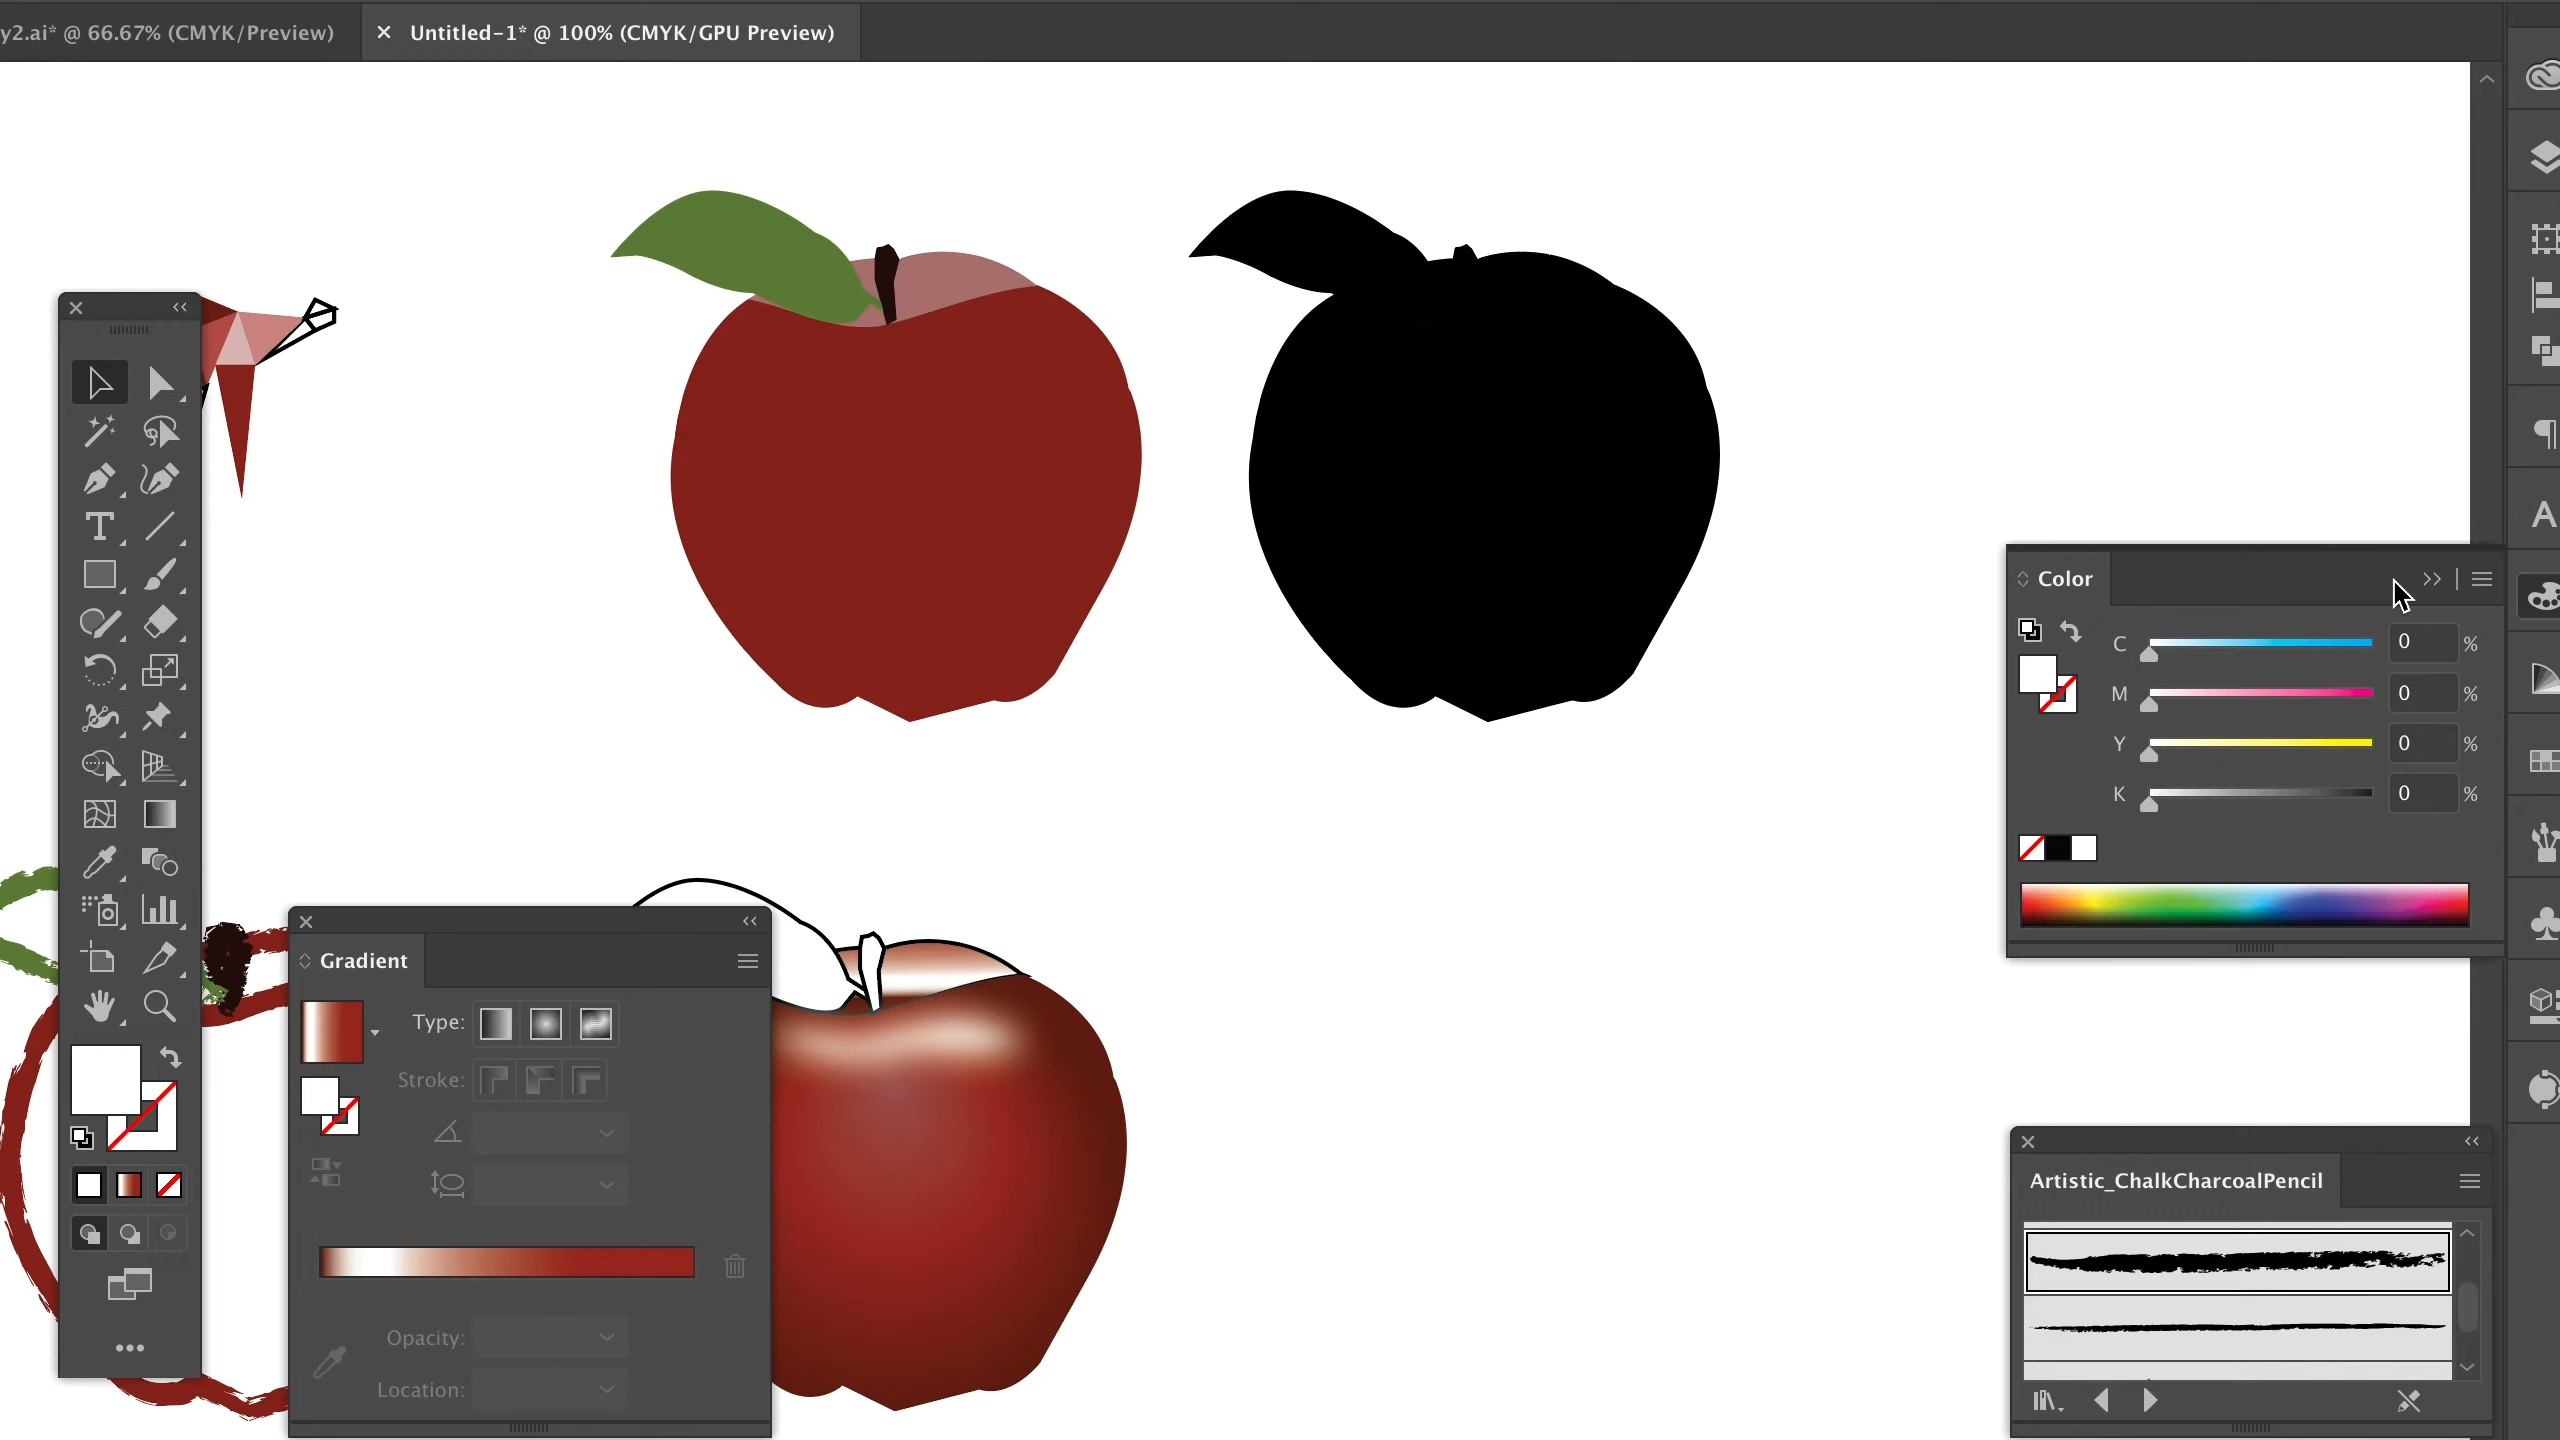 y2.ai* @ 66.67% (CMYK/Preview)
× Untitled-1* @ 100% (CMYK/GPU Preview)
Color
C 0 %
M 0 %
Y 0 %
K 0 %
Gradient
Type:
Stroke:
Opacity:
Location:
Artistic_ChalkCharcoalPencil